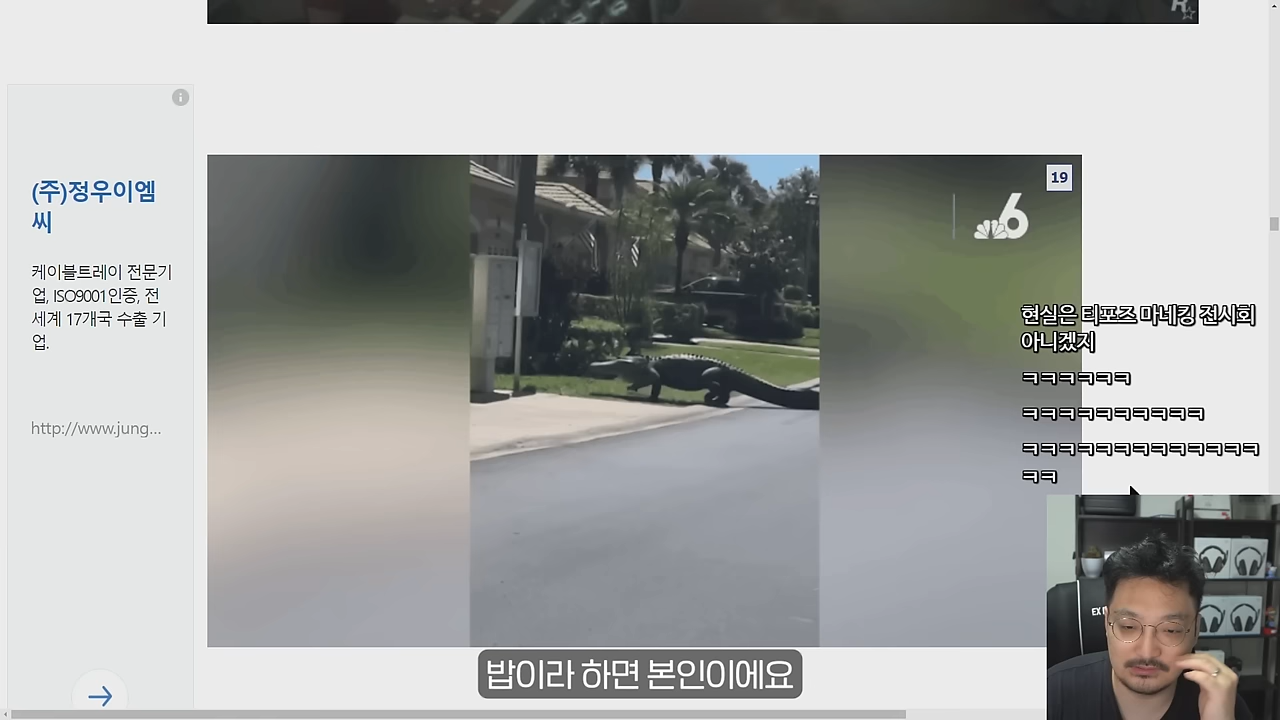 (주)정우이엠
씨
케이블트레이 전문기
업, ISO9001인증, 전
세계 17개국 수출 기
업.
http://www.jung...
R
19
6
현실은 티포즈 마네킹 전시회
아니겠지
ㅋㅋㅋㅋㅋㅋ
ㅋㅋㅋㅋㅋㅋㅋㅋㅋㅋ
ㅋㅋㅋㅋㅋㅋㅋㅋㅋㅋㅋㅋㅋ
ㅋㅋ
밥이라 하면 본인이에요